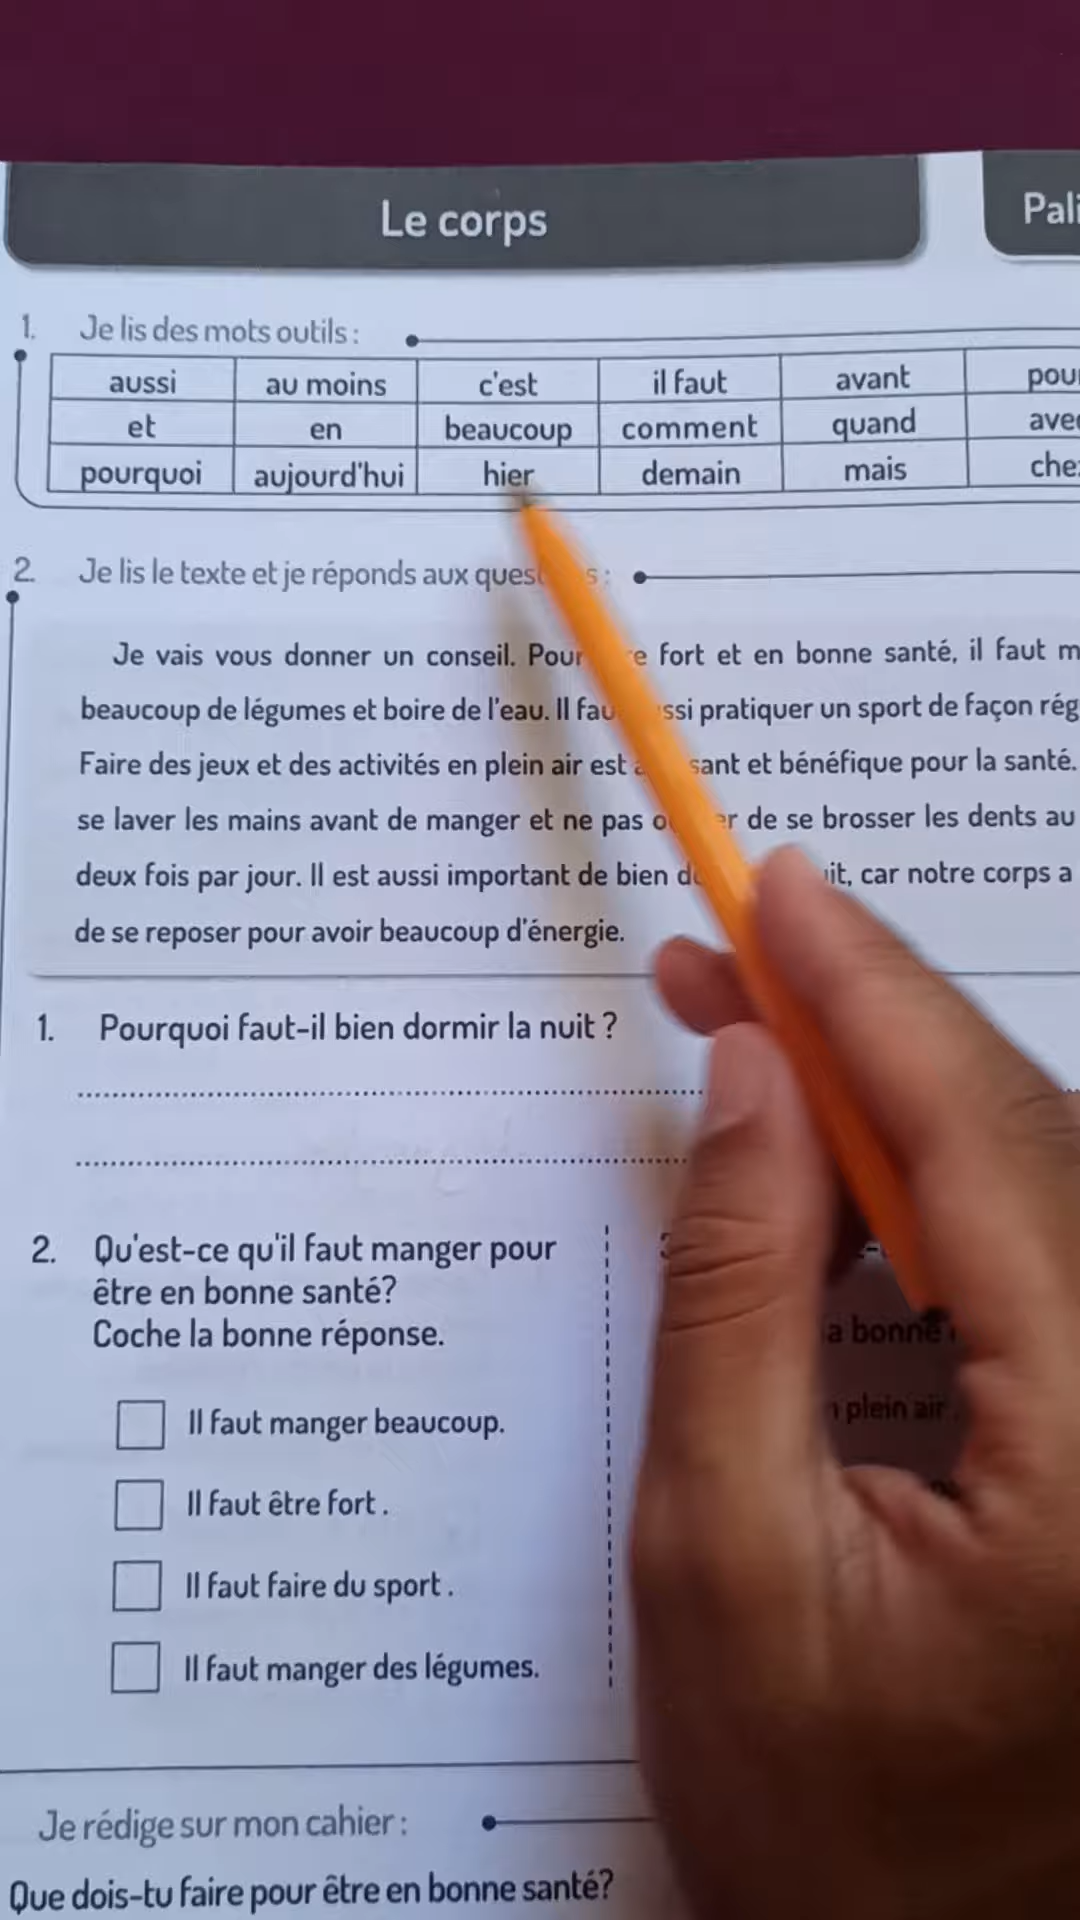 Le corps
1. Je lis des mots outils :
aussi au moins c'est il faut avant
et en beaucoup comment quand
pourquoi aujourd'hui hier demain mais
2. Je lis le texte et je réponds aux
Je vais vous donner un conseil. fort et en bonne santé, il faut
beaucoup de légumes et boire de l'eau. Il pratiquer un sport de façon
Faire des jeux et des activités en plein air est et bénéfique pour la santé.
se laver les mains avant de manger et ne pas de se brosser les dents au
deux fois par jour. Il est aussi important de bien car notre corps a
de se reposer pour avoir beaucoup d'énergie.
1. Pourquoi faut-il bien dormir la nuit ?
2. Qu'est-ce qu'il faut manger pour
être en bonne santé?
Coche la bonne réponse.
bonne
plein air
Il faut manger beaucoup.
Il faut être fort .
Il faut faire du sport .
Il faut manger des légumes.
Je rédige sur mon cahier :
Que dois-tu faire pour être en bonne santé?